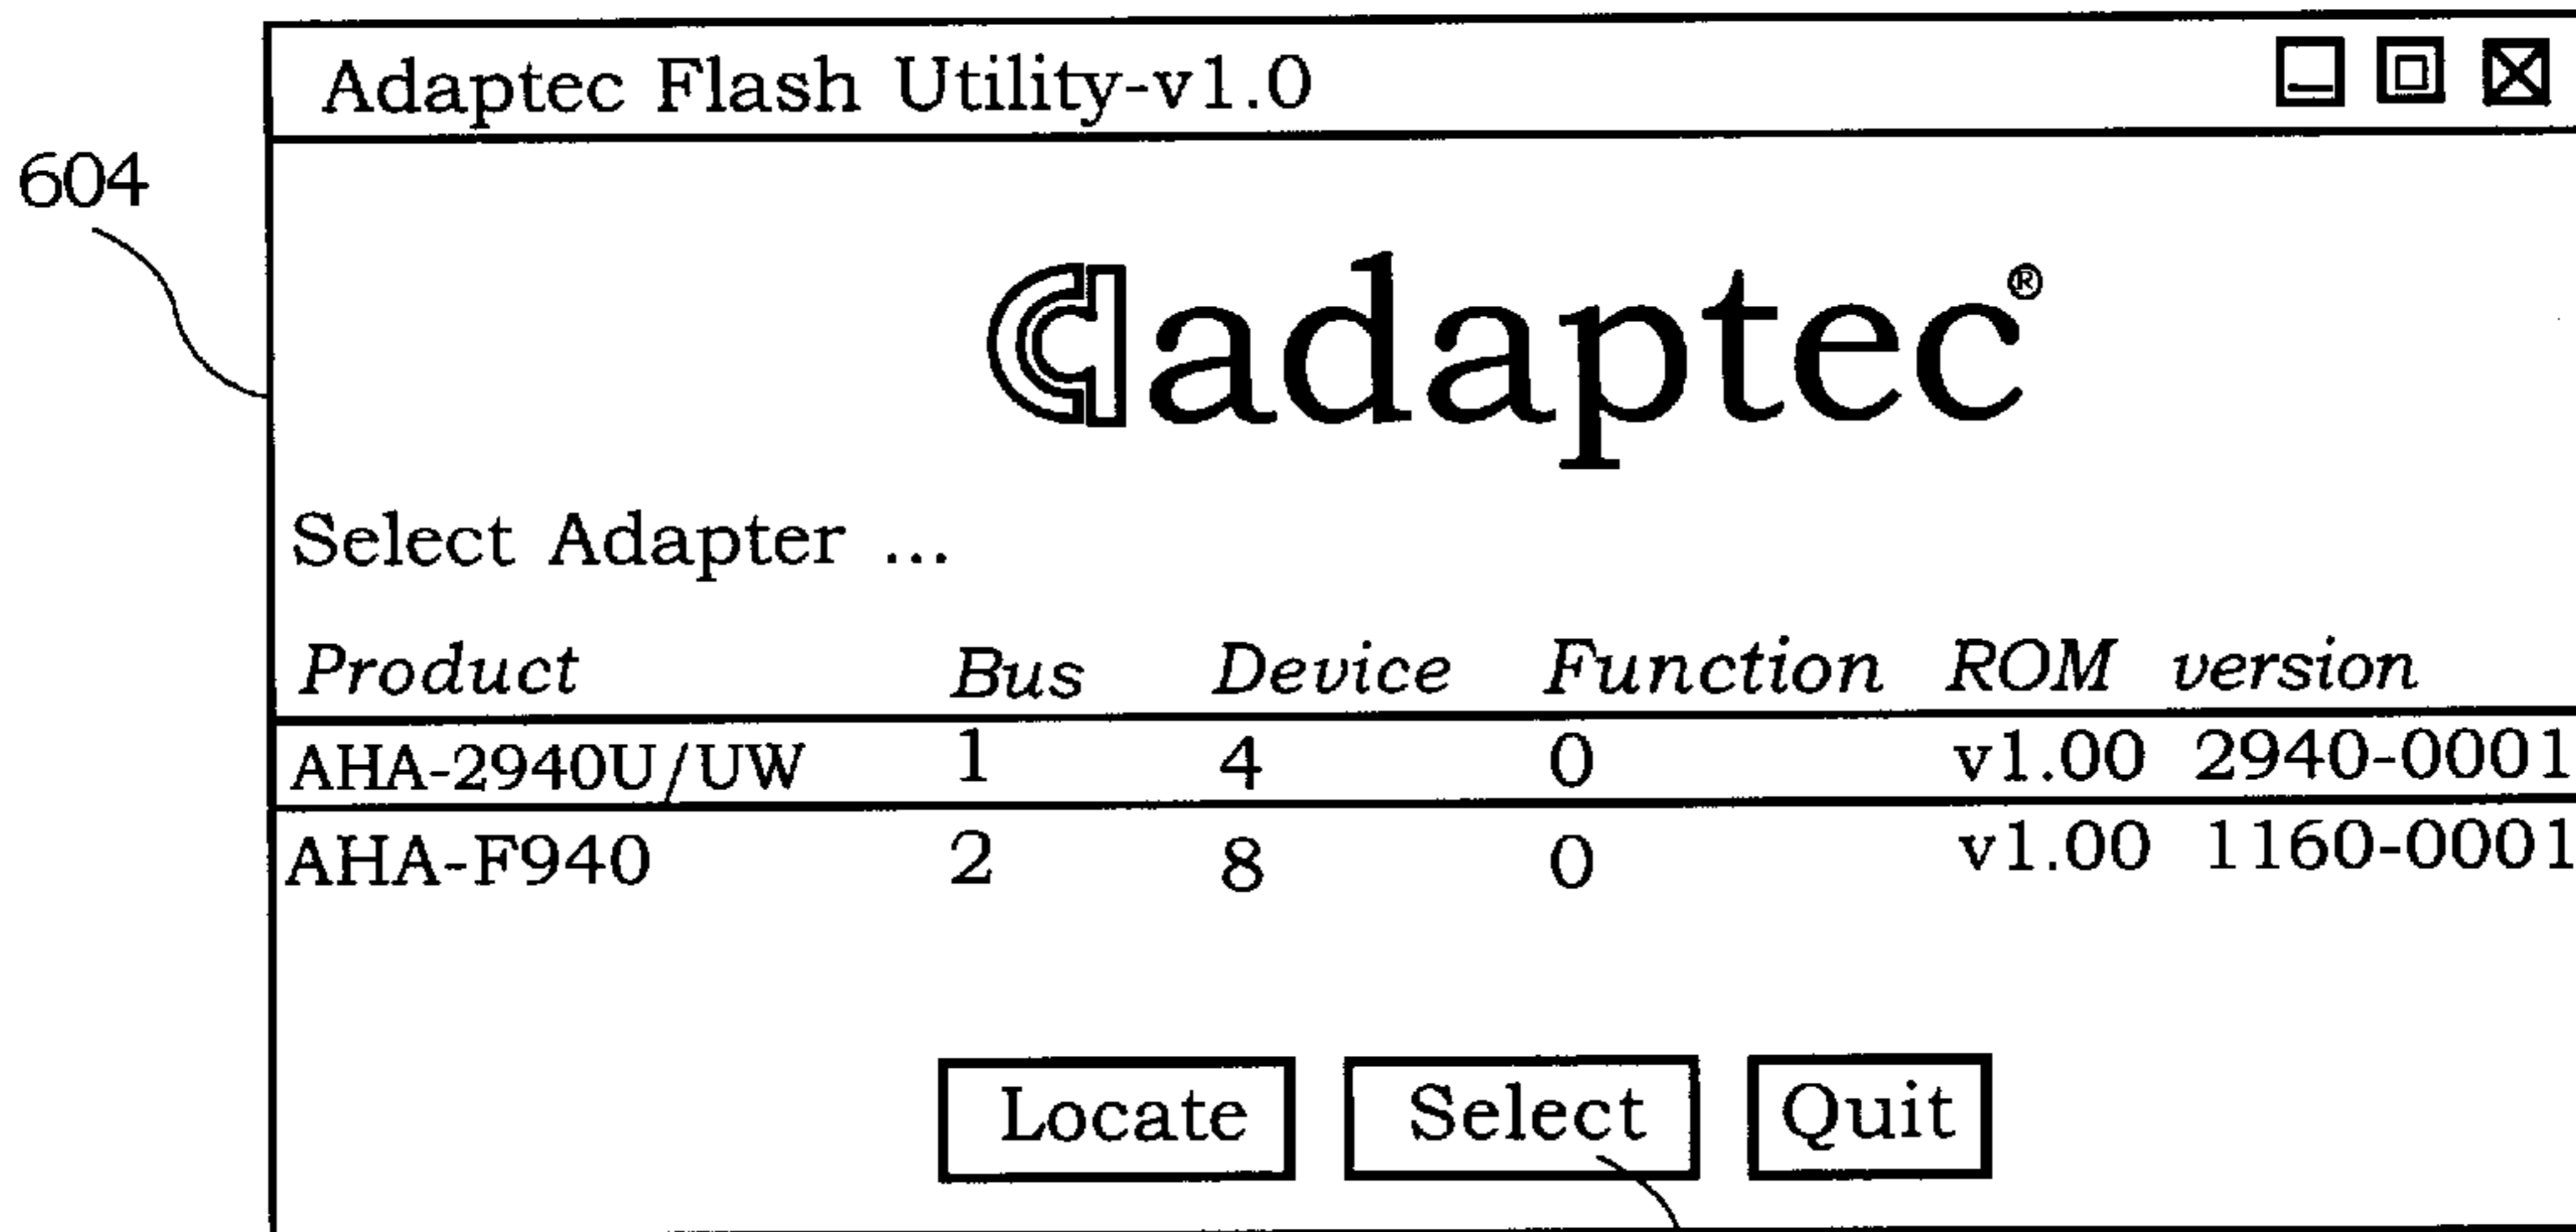 Adaptec Flash Utility-v1.0
604
adaptec®
Select Adapter ...
Product Bus Device Function ROM version
AHA-2940U/UW 1 4 0 v1.00 2940-0001
AHA-F940 2 8 0 v1.00 1160-0001
Locate Select Quit